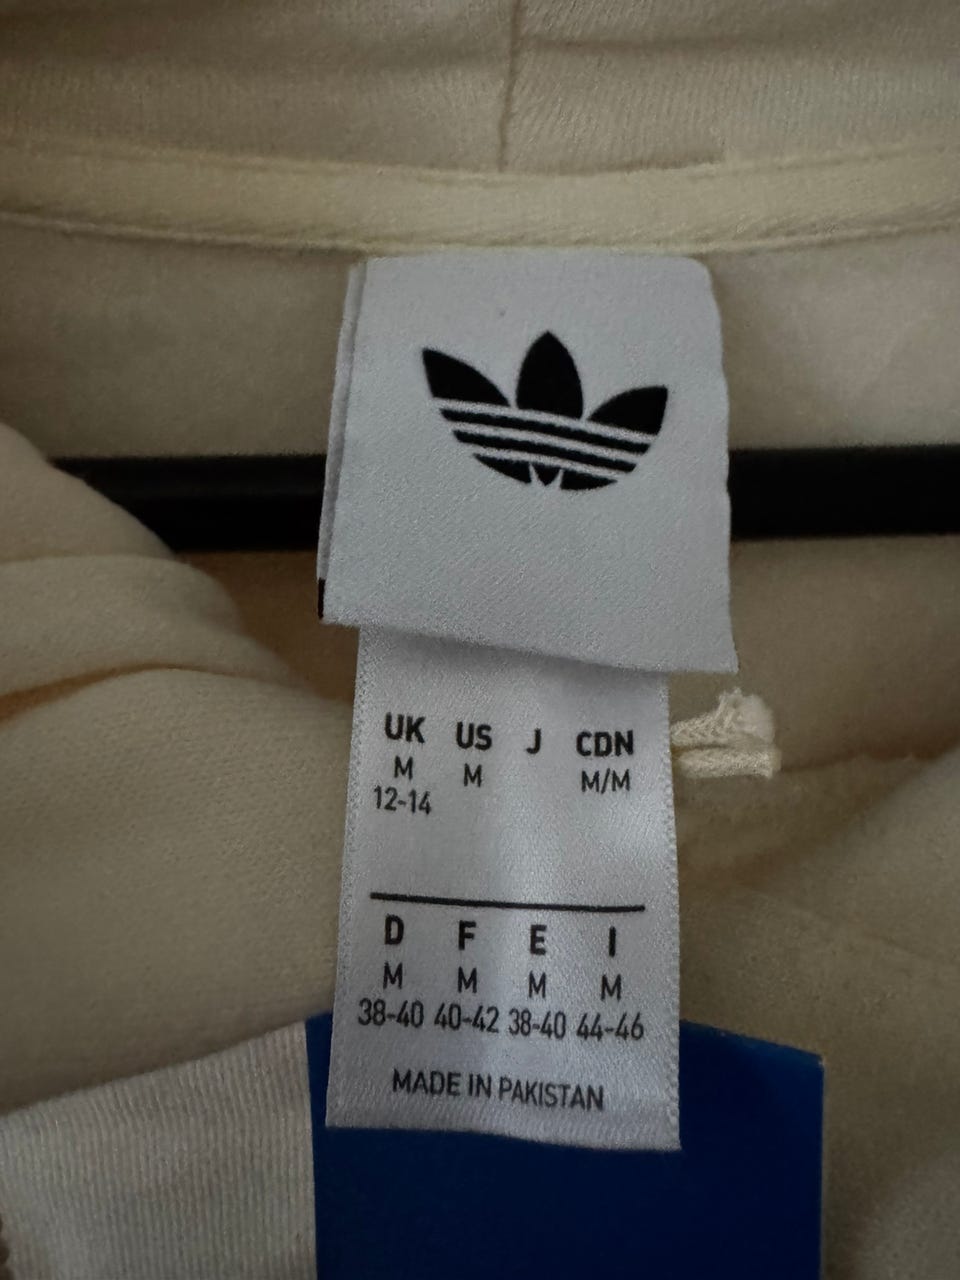 UK US J CDN
M M M/M
12-14
D F E I
M M M M
38-40 40-42 38-40 44-46
MADE IN PAKISTAN